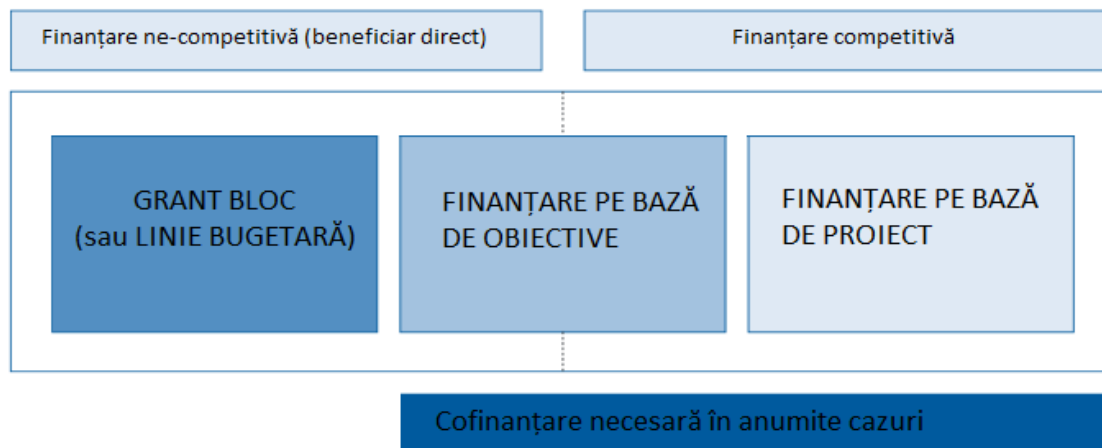 Finanțare ne-competitivă (beneficiar direct)
Finanțare competitivă
GRANT BLOC
(sau LINIE BUGETARĂ)
FINANȚARE PE BAZĂ
DE OBIECTIVE
FINANȚARE PE BAZĂ
DE PROIECT
Cofinanțare necesară în anumite cazuri